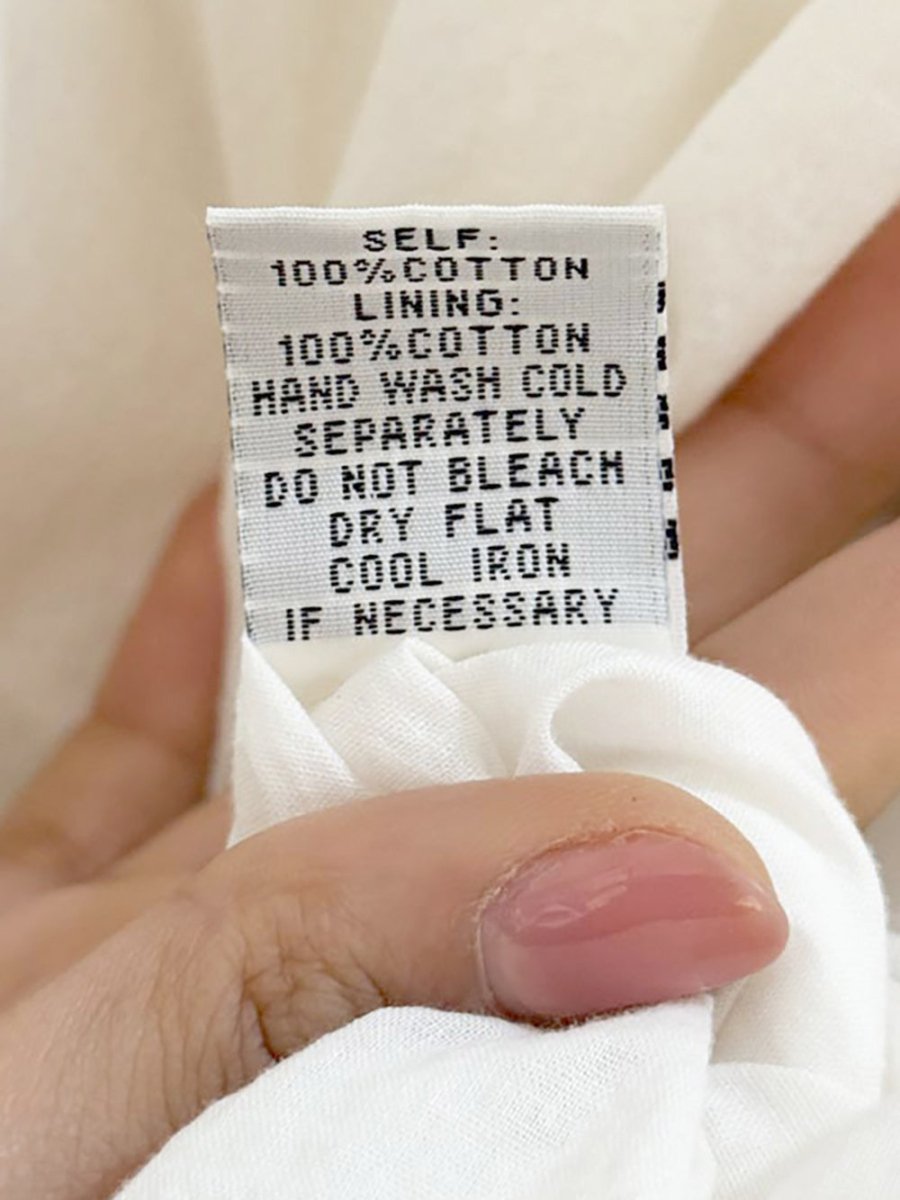 SELF:
100%COTTON
LINING:
100%COTTON
HAND WASH COLD
SEPARATELY
DO NOT BLEACH
DRY FLAT
COOL IRON
IF NECESSARY